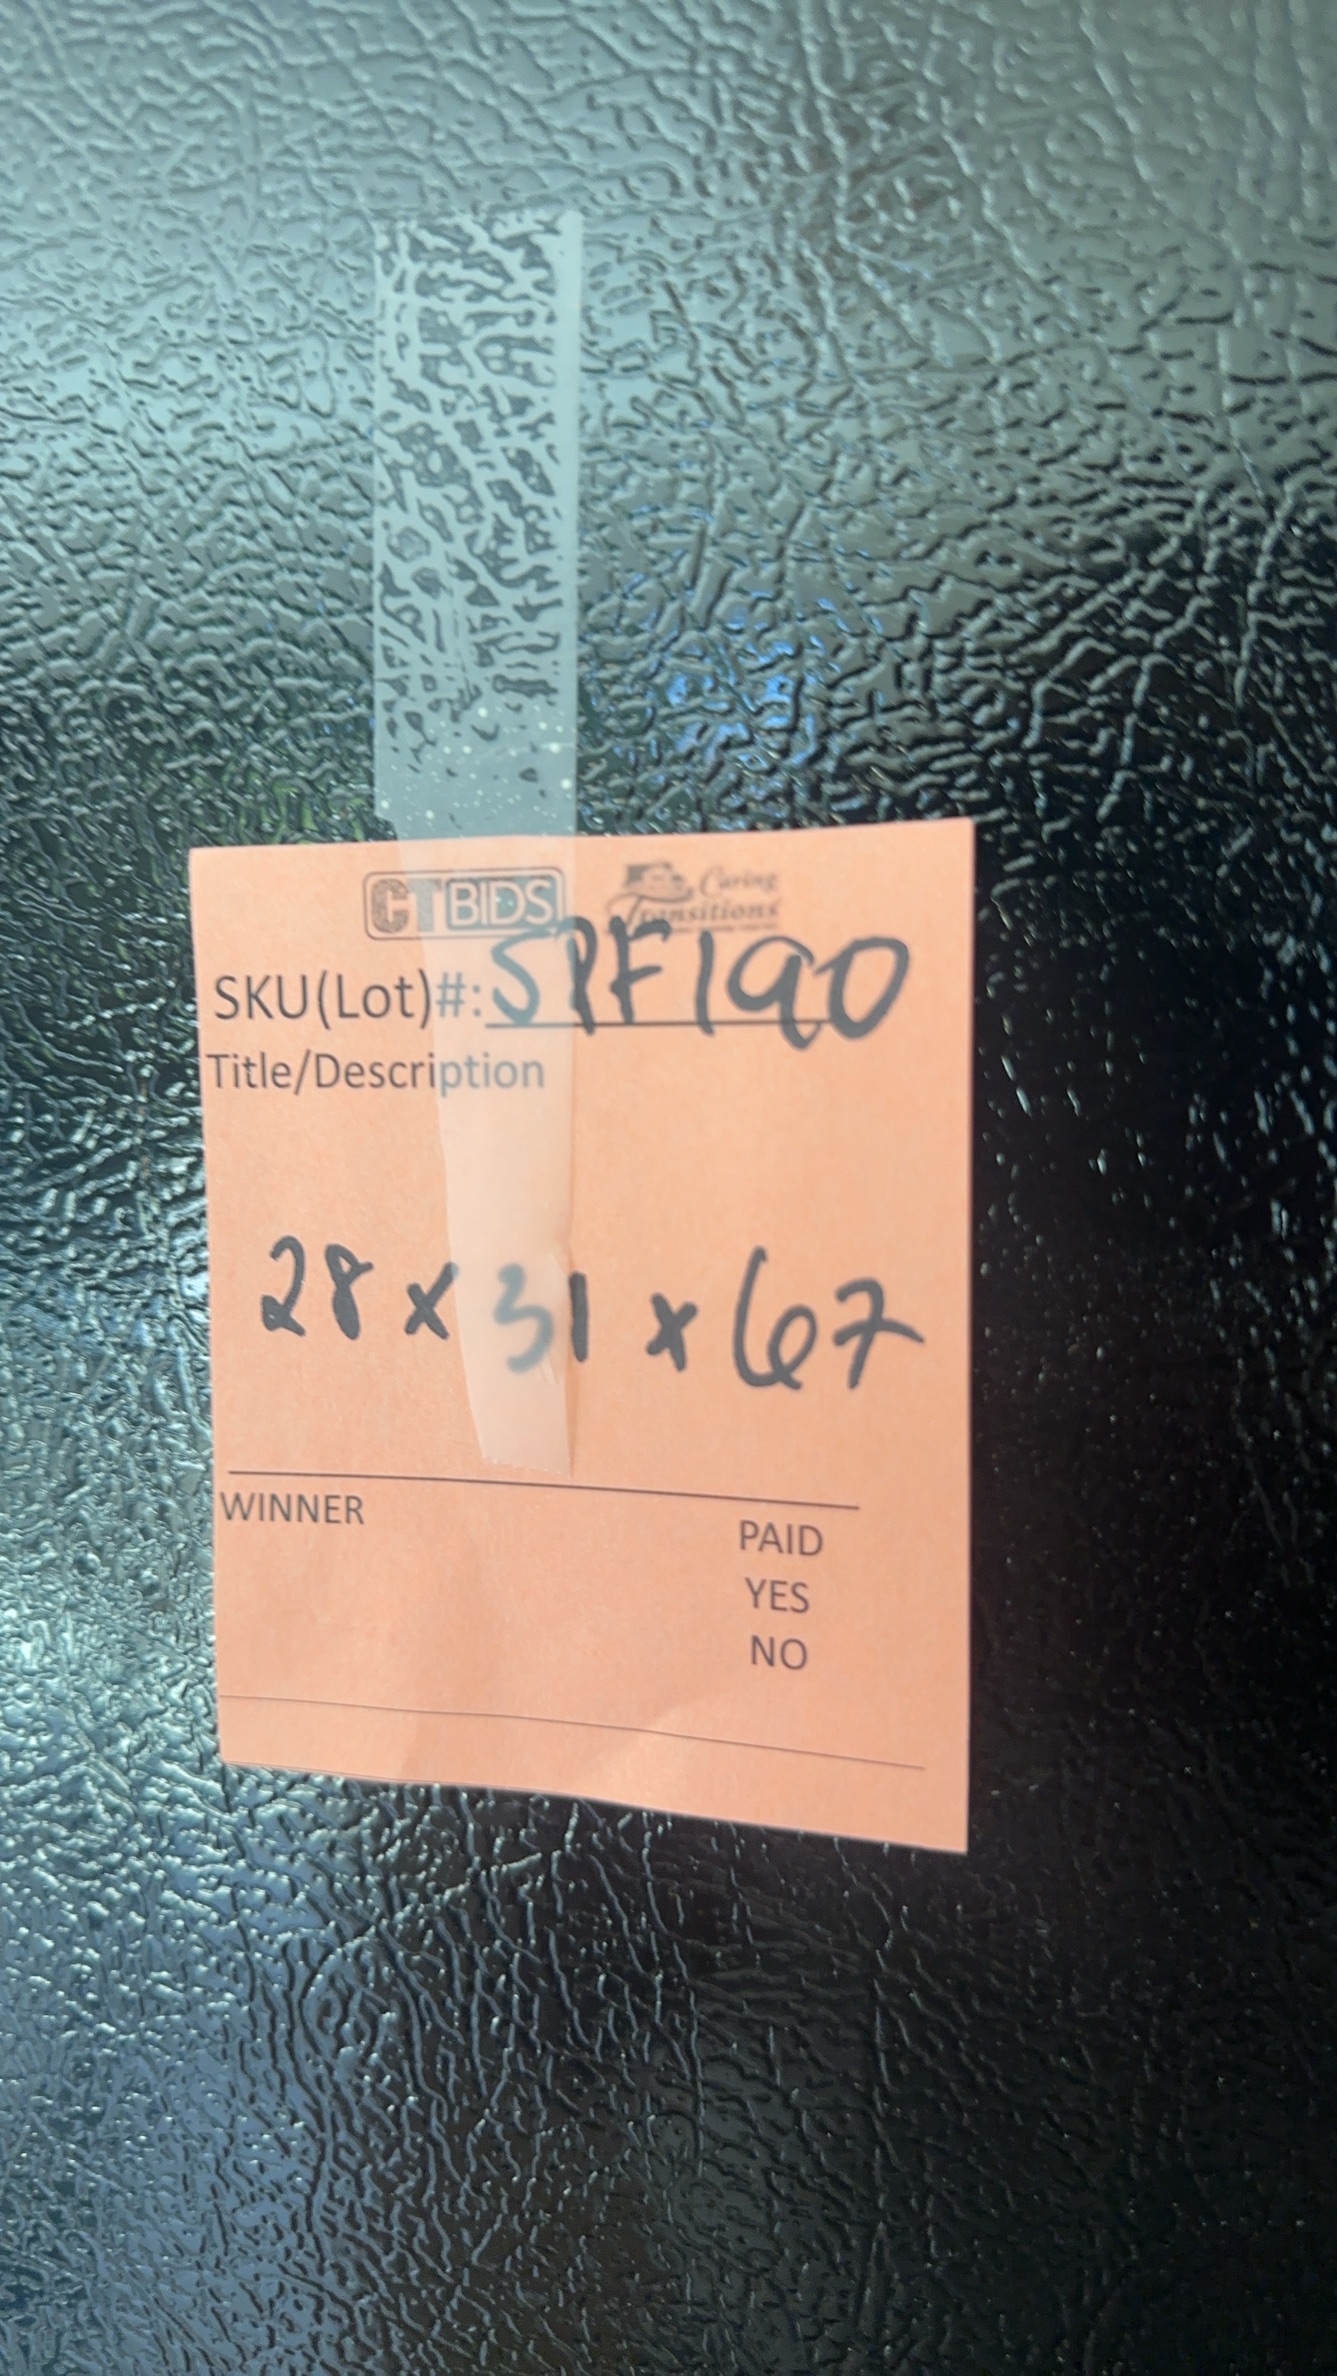 CTBIDS Caring Transitions
SKU(Lot)#: SPF190
Title/Description
28 x 31 x 67
WINNER
PAID
YES
NO